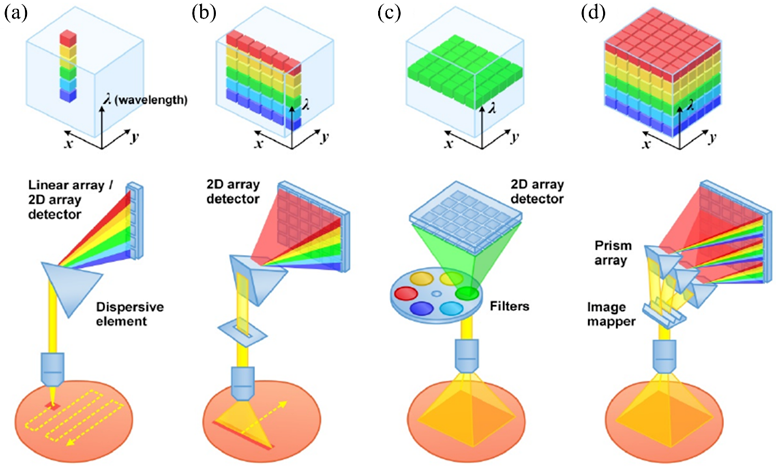 (a)
(b)
(c)
(d)
λ (wavelength)
x
y
λ
x
y
λ
x
y
λ
x
y
Linear array /
2D array
detector
Dispersive
element
2D array
detector
2D array
detector
Filters
Prism
array
Image
mapper